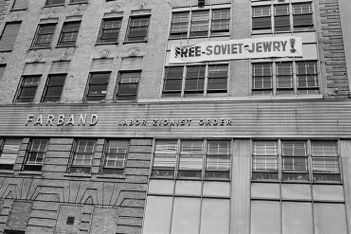 FREE-SOVIET-JEWRY!
FARBAND LABOR ZIONIST ORDER